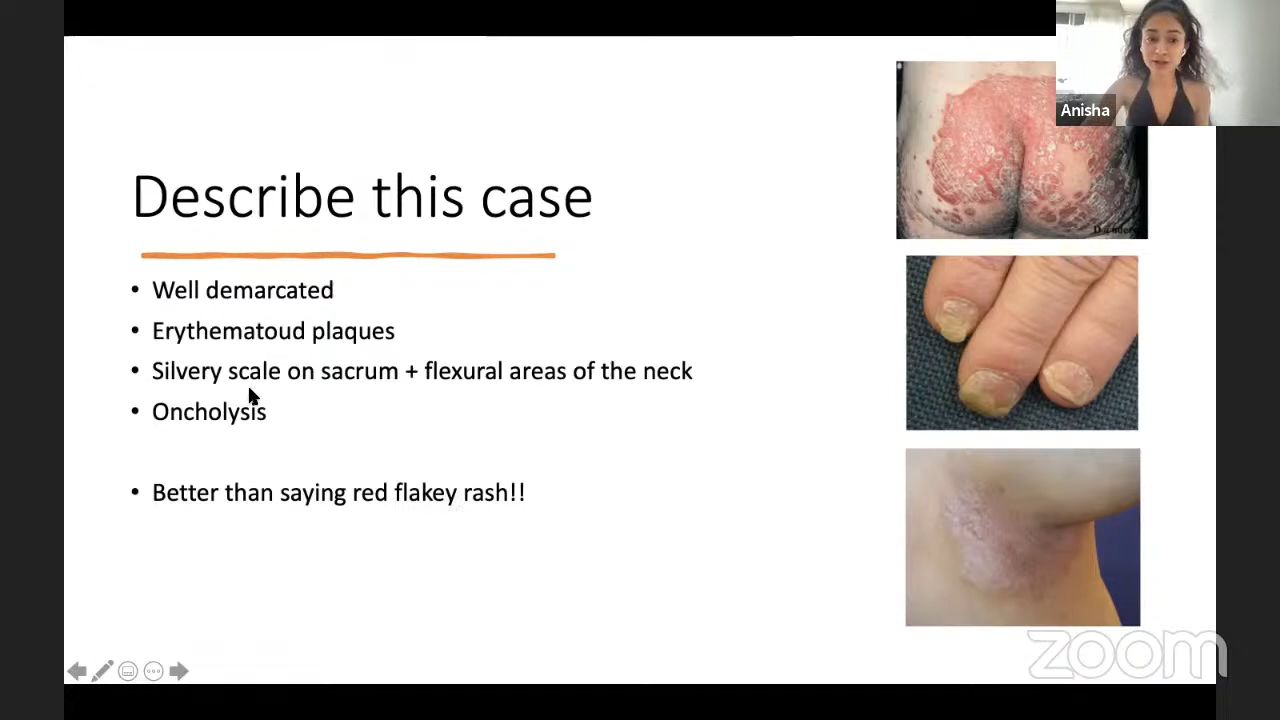 Anisha
Describe this case
• Well demarcated
• Erythematoud plaques
• Silvery scale on sacrum + flexural areas of the neck
• Oncholysis
• Better than saying red flakey rash!!
zoom